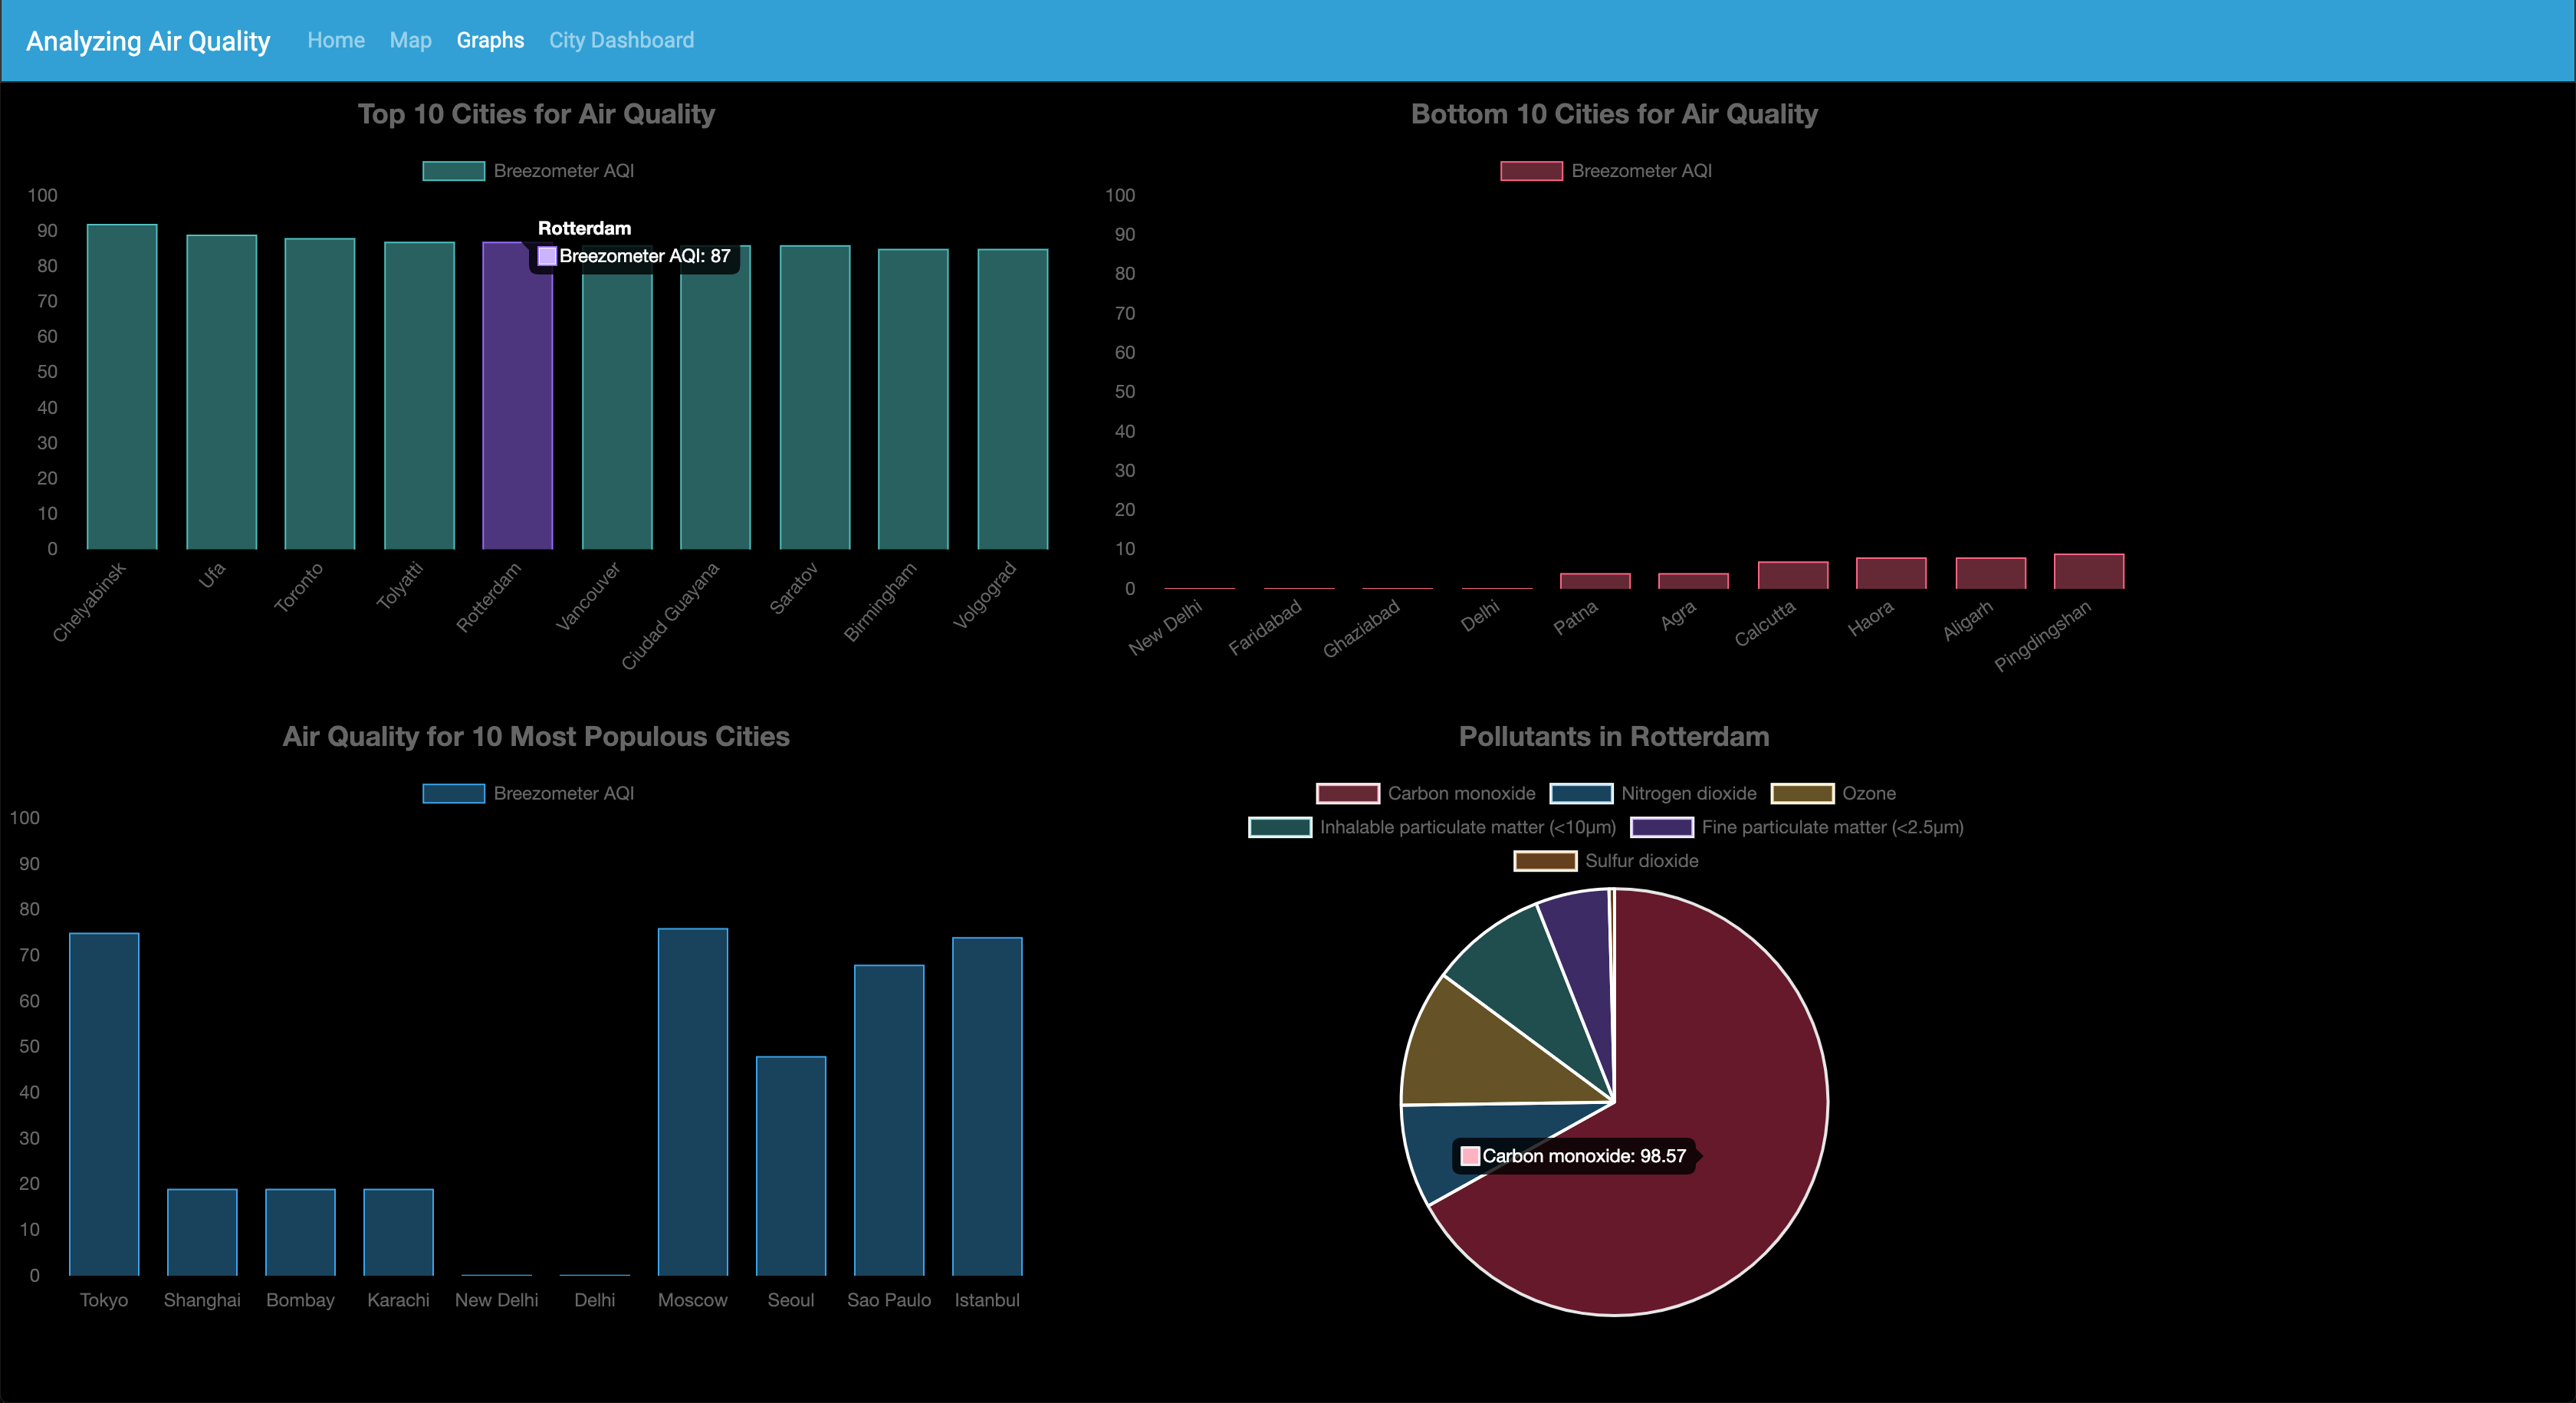 Analyzing Air Quality Home Map Graphs City Dashboard
Top 10 Cities for Air Quality
Breezometer AQI
100
90
80
70
60
50
40
30
20
10
0
Rotterdam
Breezometer AQI: 87
Chelyabinsk
Ufa
Toronto
Tolyatti
Rotterdam
Vancouver
Ciudad Guayana
Saratov
Birmingham
Volgograd
Bottom 10 Cities for Air Quality
Breezometer AQI
100
90
80
70
60
50
40
30
20
10
0
New Delhi
Faridabad
Ghaziabad
Delhi
Patna
Agra
Calcutta
Haora
Aligarh
Pingdingshan
Air Quality for 10 Most Populous Cities
Breezometer AQI
100
90
80
70
60
50
40
30
20
10
0
Tokyo Shanghai Bombay Karachi New Delhi Delhi Moscow Seoul Sao Paulo Istanbul
Pollutants in Rotterdam
Carbon monoxide Nitrogen dioxide Ozone
Inhalable particulate matter (<10µm) Fine particulate matter (<2.5µm)
Sulfur dioxide
Carbon monoxide: 98.57